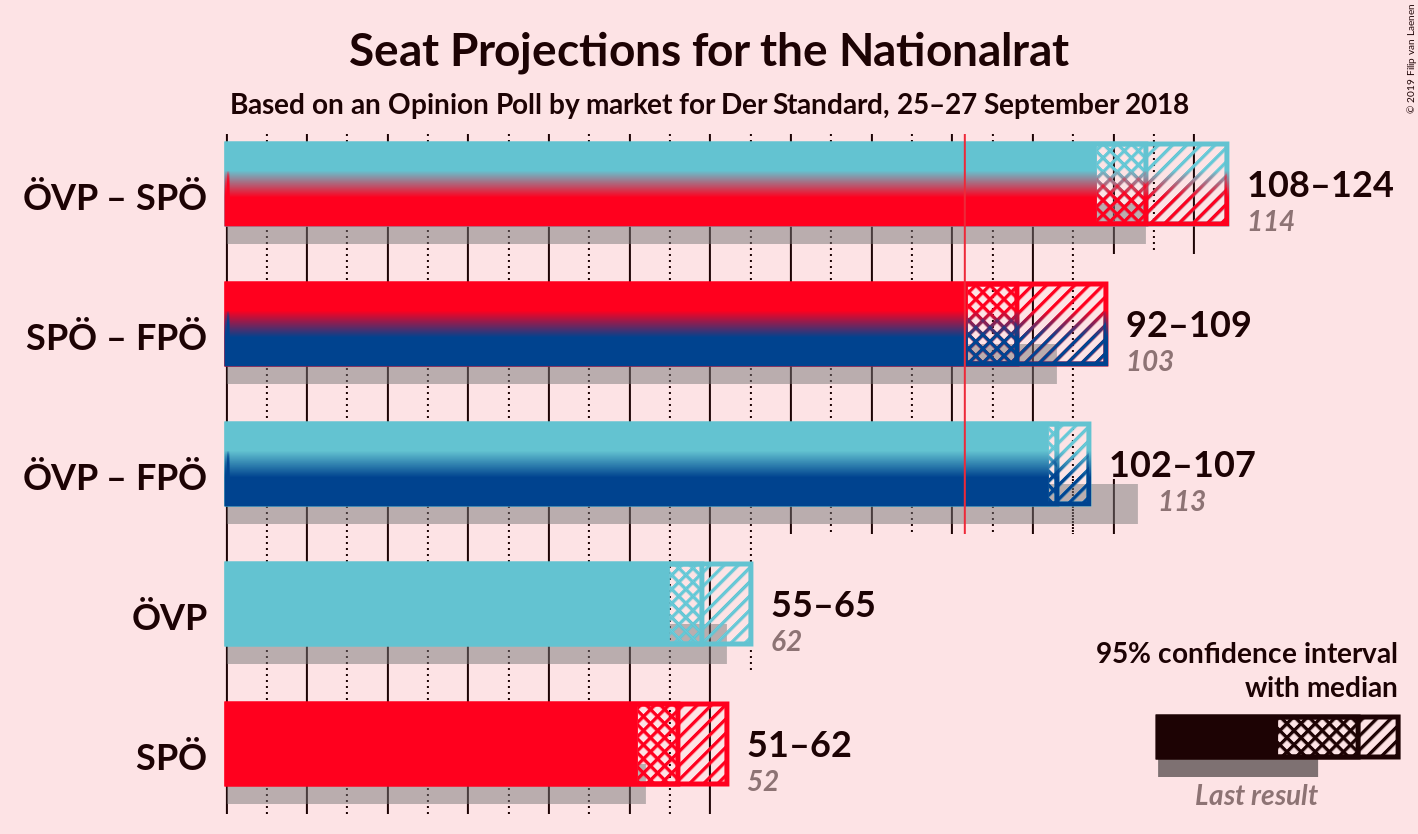 Seat Projections for the Nationalrat
Based on an Opinion Poll by market for Der Standard, 25–27 September 2018
© 2019 Filip van Laenen
ÖVP – SPÖ
108–124
114
SPÖ – FPÖ
92–109
103
ÖVP – FPÖ
102–107
113
ÖVP
55–65
62
SPÖ
51–62
52
95% confidence interval
with median
Last result